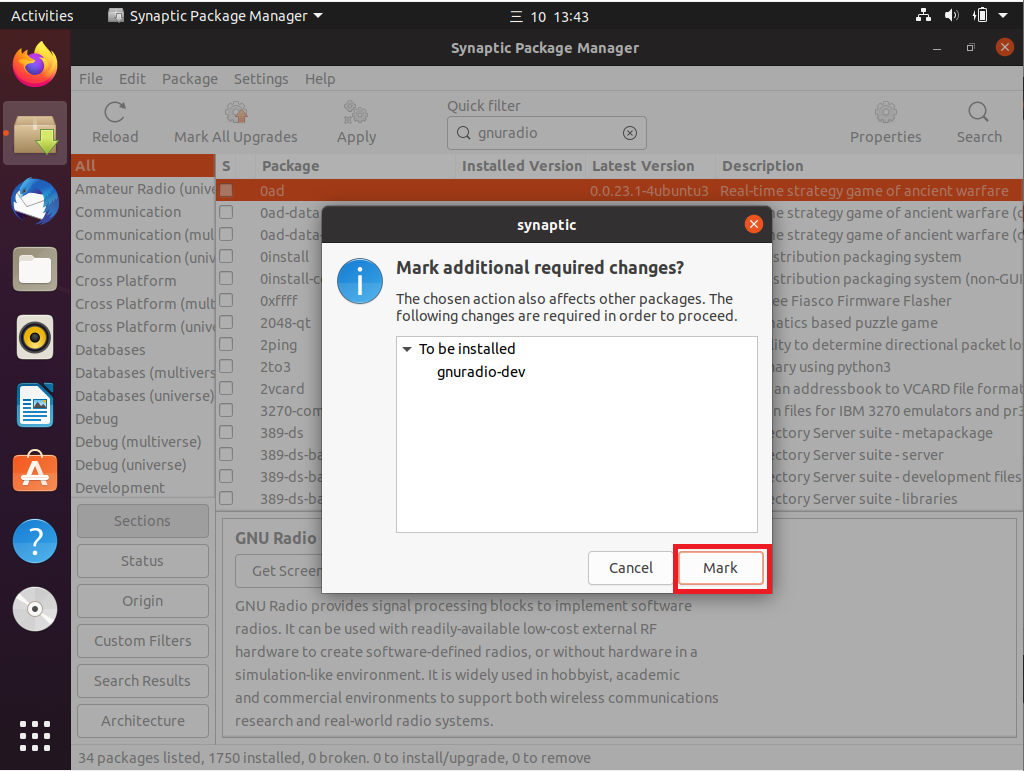 Activities
Synaptic Package Manager
三 10 13:43
Synaptic Package Manager
File Edit Package Settings Help
Reload
Mark All Upgrades
Apply
Quick filter
gnuradio
Properties
Search
All
Amateur Radio (unive
Communication
Communication (mul
Communication (univ
Cross Platform
Cross Platform (mult
Cross Platform (univ
Databases
Databases (multivers
Databases (universe)
Debug
Debug (multiverse)
Debug (universe)
Development
Sections
Status
Origin
Custom Filters
Search Results
Architecture
S Package Installed Version Latest Version Description
0ad 0.0.23.1-4ubuntu3 Real-time strategy game of ancient warfare
0ad-data e strategy game of ancient warfare (d
0ad-data- e strategy game of ancient warfare (c
0install stribution packaging system
0install-co stribution packaging system (non-GUI
0xffff ee Fiasco Firmware Flasher
2048-qt natics based puzzle game
2ping ity to determine directional packet lo
2to3 nary using python3
2vcard an addressbook to VCARD file format
3270-com n files for IBM 3270 emulators and pr3
389-ds ectory Server suite - metapackage
389-ds-ba ectory Server suite - server
389-ds-ba ectory Server suite - development files
389-ds-ba ectory Server suite - libraries
synaptic
Mark additional required changes?
The chosen action also affects other packages. The
following changes are required in order to proceed.
To be installed
gnuradio-dev
Cancel
Mark
GNU Radio
Get Screen
GNU Radio provides signal processing blocks to implement software
radios. It can be used with readily-available low-cost external RF
hardware to create software-defined radios, or without hardware in a
simulation-like environment. It is widely used in hobbyist, academic
and commercial environments to support both wireless communications
research and real-world radio systems.
34 packages listed, 1750 installed, 0 broken. 0 to install/upgrade, 0 to remove